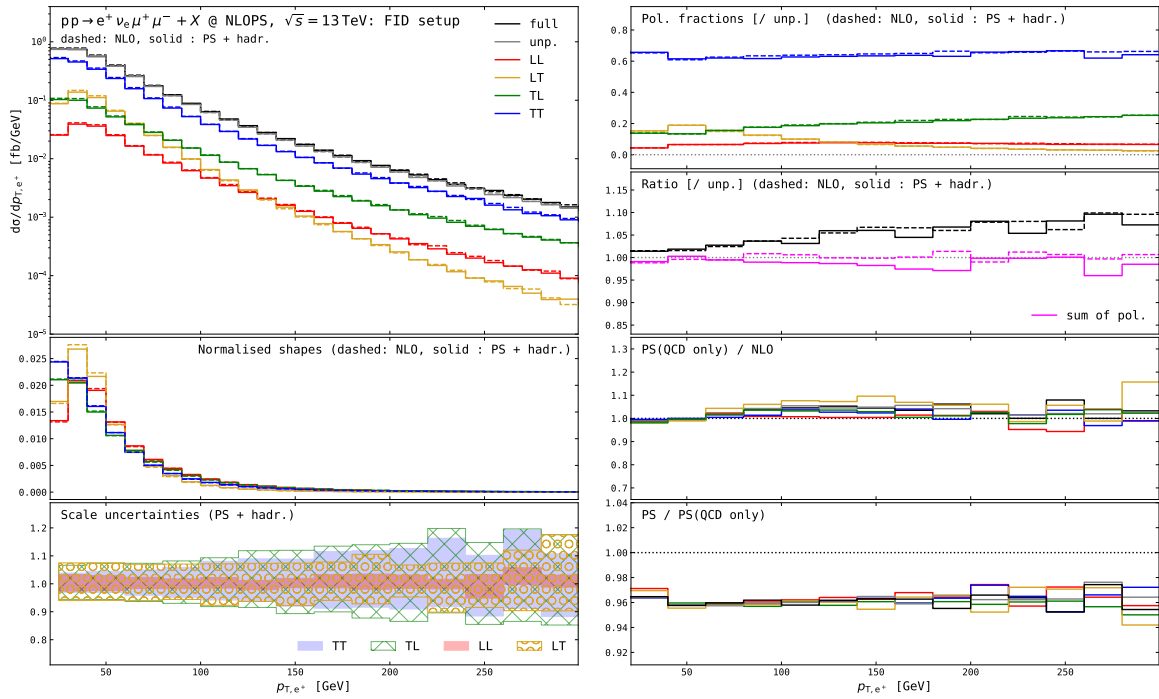 pp→e⁺νₑμ⁺μ⁻ + X @ NLOPS, √s = 13 TeV: FID setup
dashed: NLO, solid : PS + hadr.
full
unp.
LL
LT
TL
TT
dσ/dp_T,e⁺ [fb/GeV]
10⁰
10⁻¹
10⁻²
10⁻³
10⁻⁴
10⁻⁵
Normalised shapes (dashed: NLO, solid : PS + hadr.)
0.025
0.020
0.015
0.010
0.005
0.000
Scale uncertainties (PS + hadr.)
1.2
1.1
1.0
0.9
0.8
TT TL LL LT
50 100 150 200 250
p_T,e⁺ [GeV]
Pol. fractions [/ unp.] (dashed: NLO, solid : PS + hadr.)
0.8
0.6
0.4
0.2
0.0
Ratio [/ unp.] (dashed: NLO, solid : PS + hadr.)
1.15
1.10
1.05
1.00
0.95
0.90
0.85
sum of pol.
PS(QCD only) / NLO
1.3
1.2
1.1
1.0
0.9
0.8
0.7
PS / PS(QCD only)
1.04
1.02
1.00
0.98
0.96
0.94
0.92
50 100 150 200 250
p_T,e⁺ [GeV]